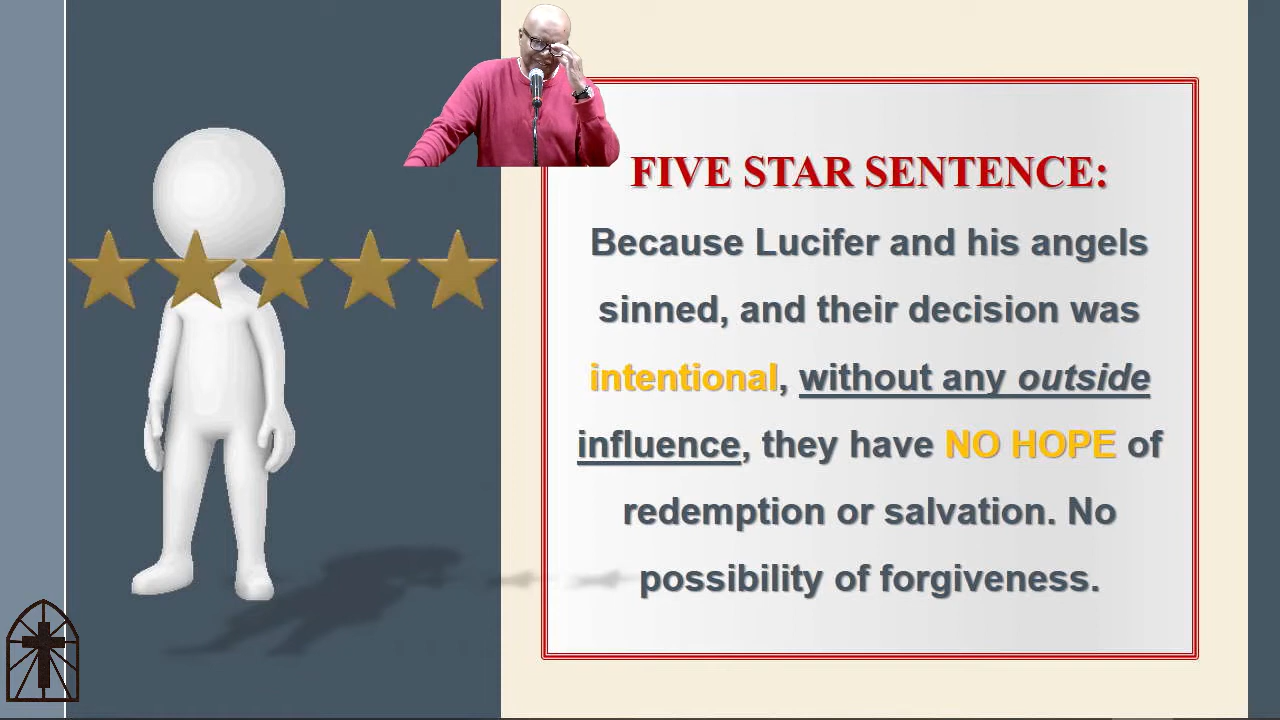 FIVE STAR SENTENCE:
Because Lucifer and his angels
sinned, and their decision was
intentional, without any outside
influence, they have NO HOPE of
redemption or salvation. No
possibility of forgiveness.